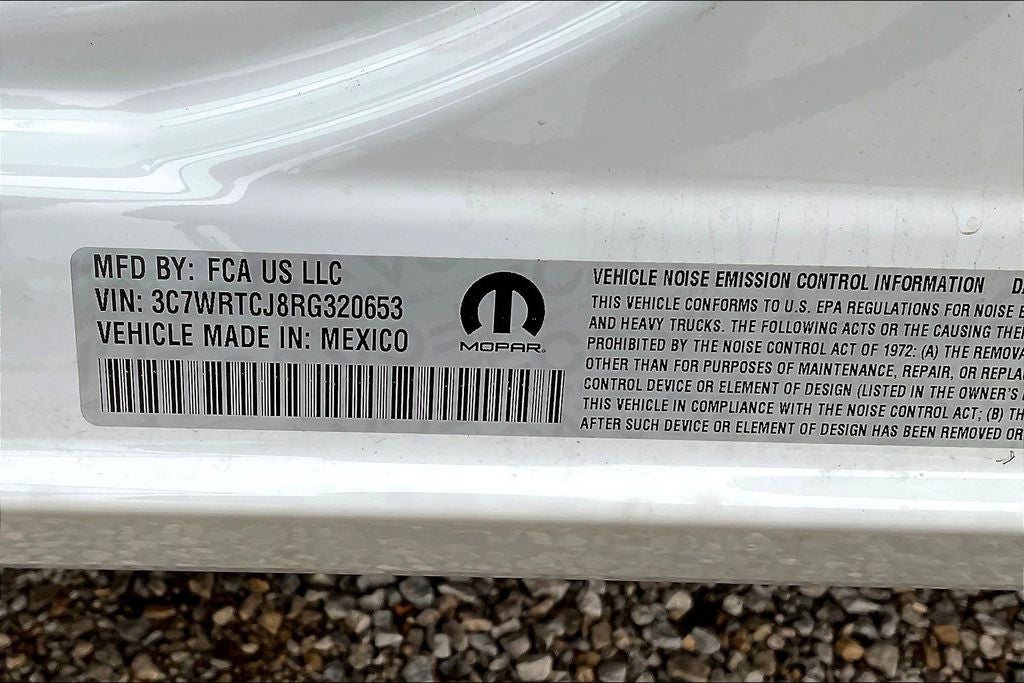 MFD BY: FCA US LLC
VIN: 3C7WRTCJ8RG320653
VEHICLE MADE IN: MEXICO
MOPAR
VEHICLE NOISE EMISSION CONTROL INFORMATION
THIS VEHICLE CONFORMS TO U.S. EPA REGULATIONS FOR NOISE
AND HEAVY TRUCKS. THE FOLLOWING ACTS OR THE CAUSING
PROHIBITED BY THE NOISE CONTROL ACT OF 1972: (A) THE
OTHER THAN FOR PURPOSES OF MAINTENANCE, REPAIR, OR
CONTROL DEVICE OR ELEMENT OF DESIGN (LISTED IN THE OWNER'S
THIS VEHICLE IN COMPLIANCE WITH THE NOISE CONTROL ACT; (B)
AFTER SUCH DEVICE OR ELEMENT OF DESIGN HAS BEEN REMOVED OR